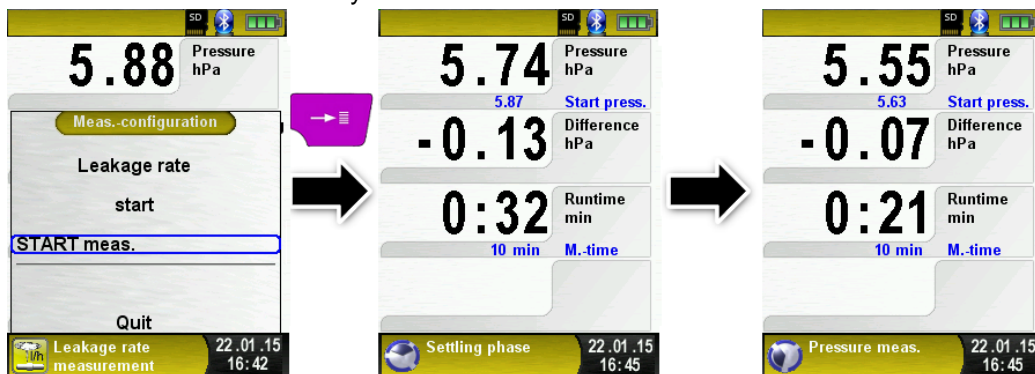 SD
5.88 Pressure
hPa
Meas.-configuration
Leakage rate
start
START meas.
Quit
l/h Leakage rate
measurement
22.01.15
16:42
SD
5.74 Pressure
hPa
5.87 Start press.
-0.13 Difference
hPa
0:32 Runtime
min
10 min M.-time
Settling phase
22.01.15
16:45
SD
5.55 Pressure
hPa
5.63 Start press.
-0.07 Difference
hPa
0:21 Runtime
min
10 min M.-time
Pressure meas.
22.01.15
16:45